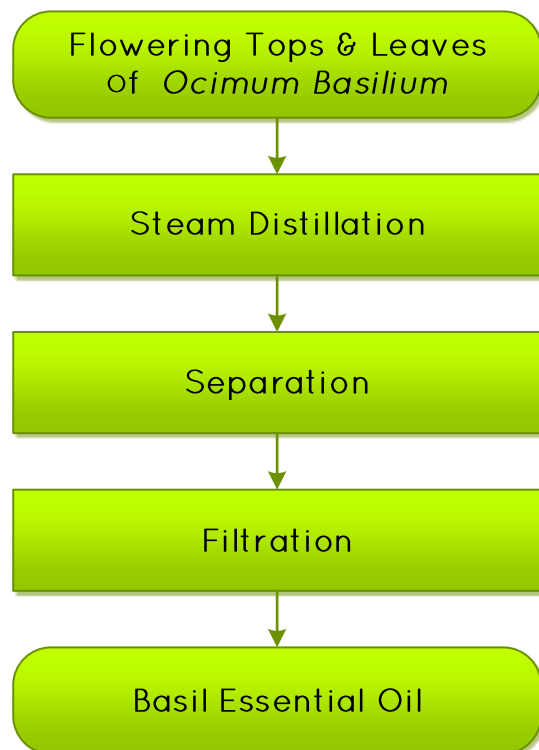 Flowering Tops & Leaves
of Ocimum Basilium
Steam Distillation
Separation
Filtration
Basil Essential Oil